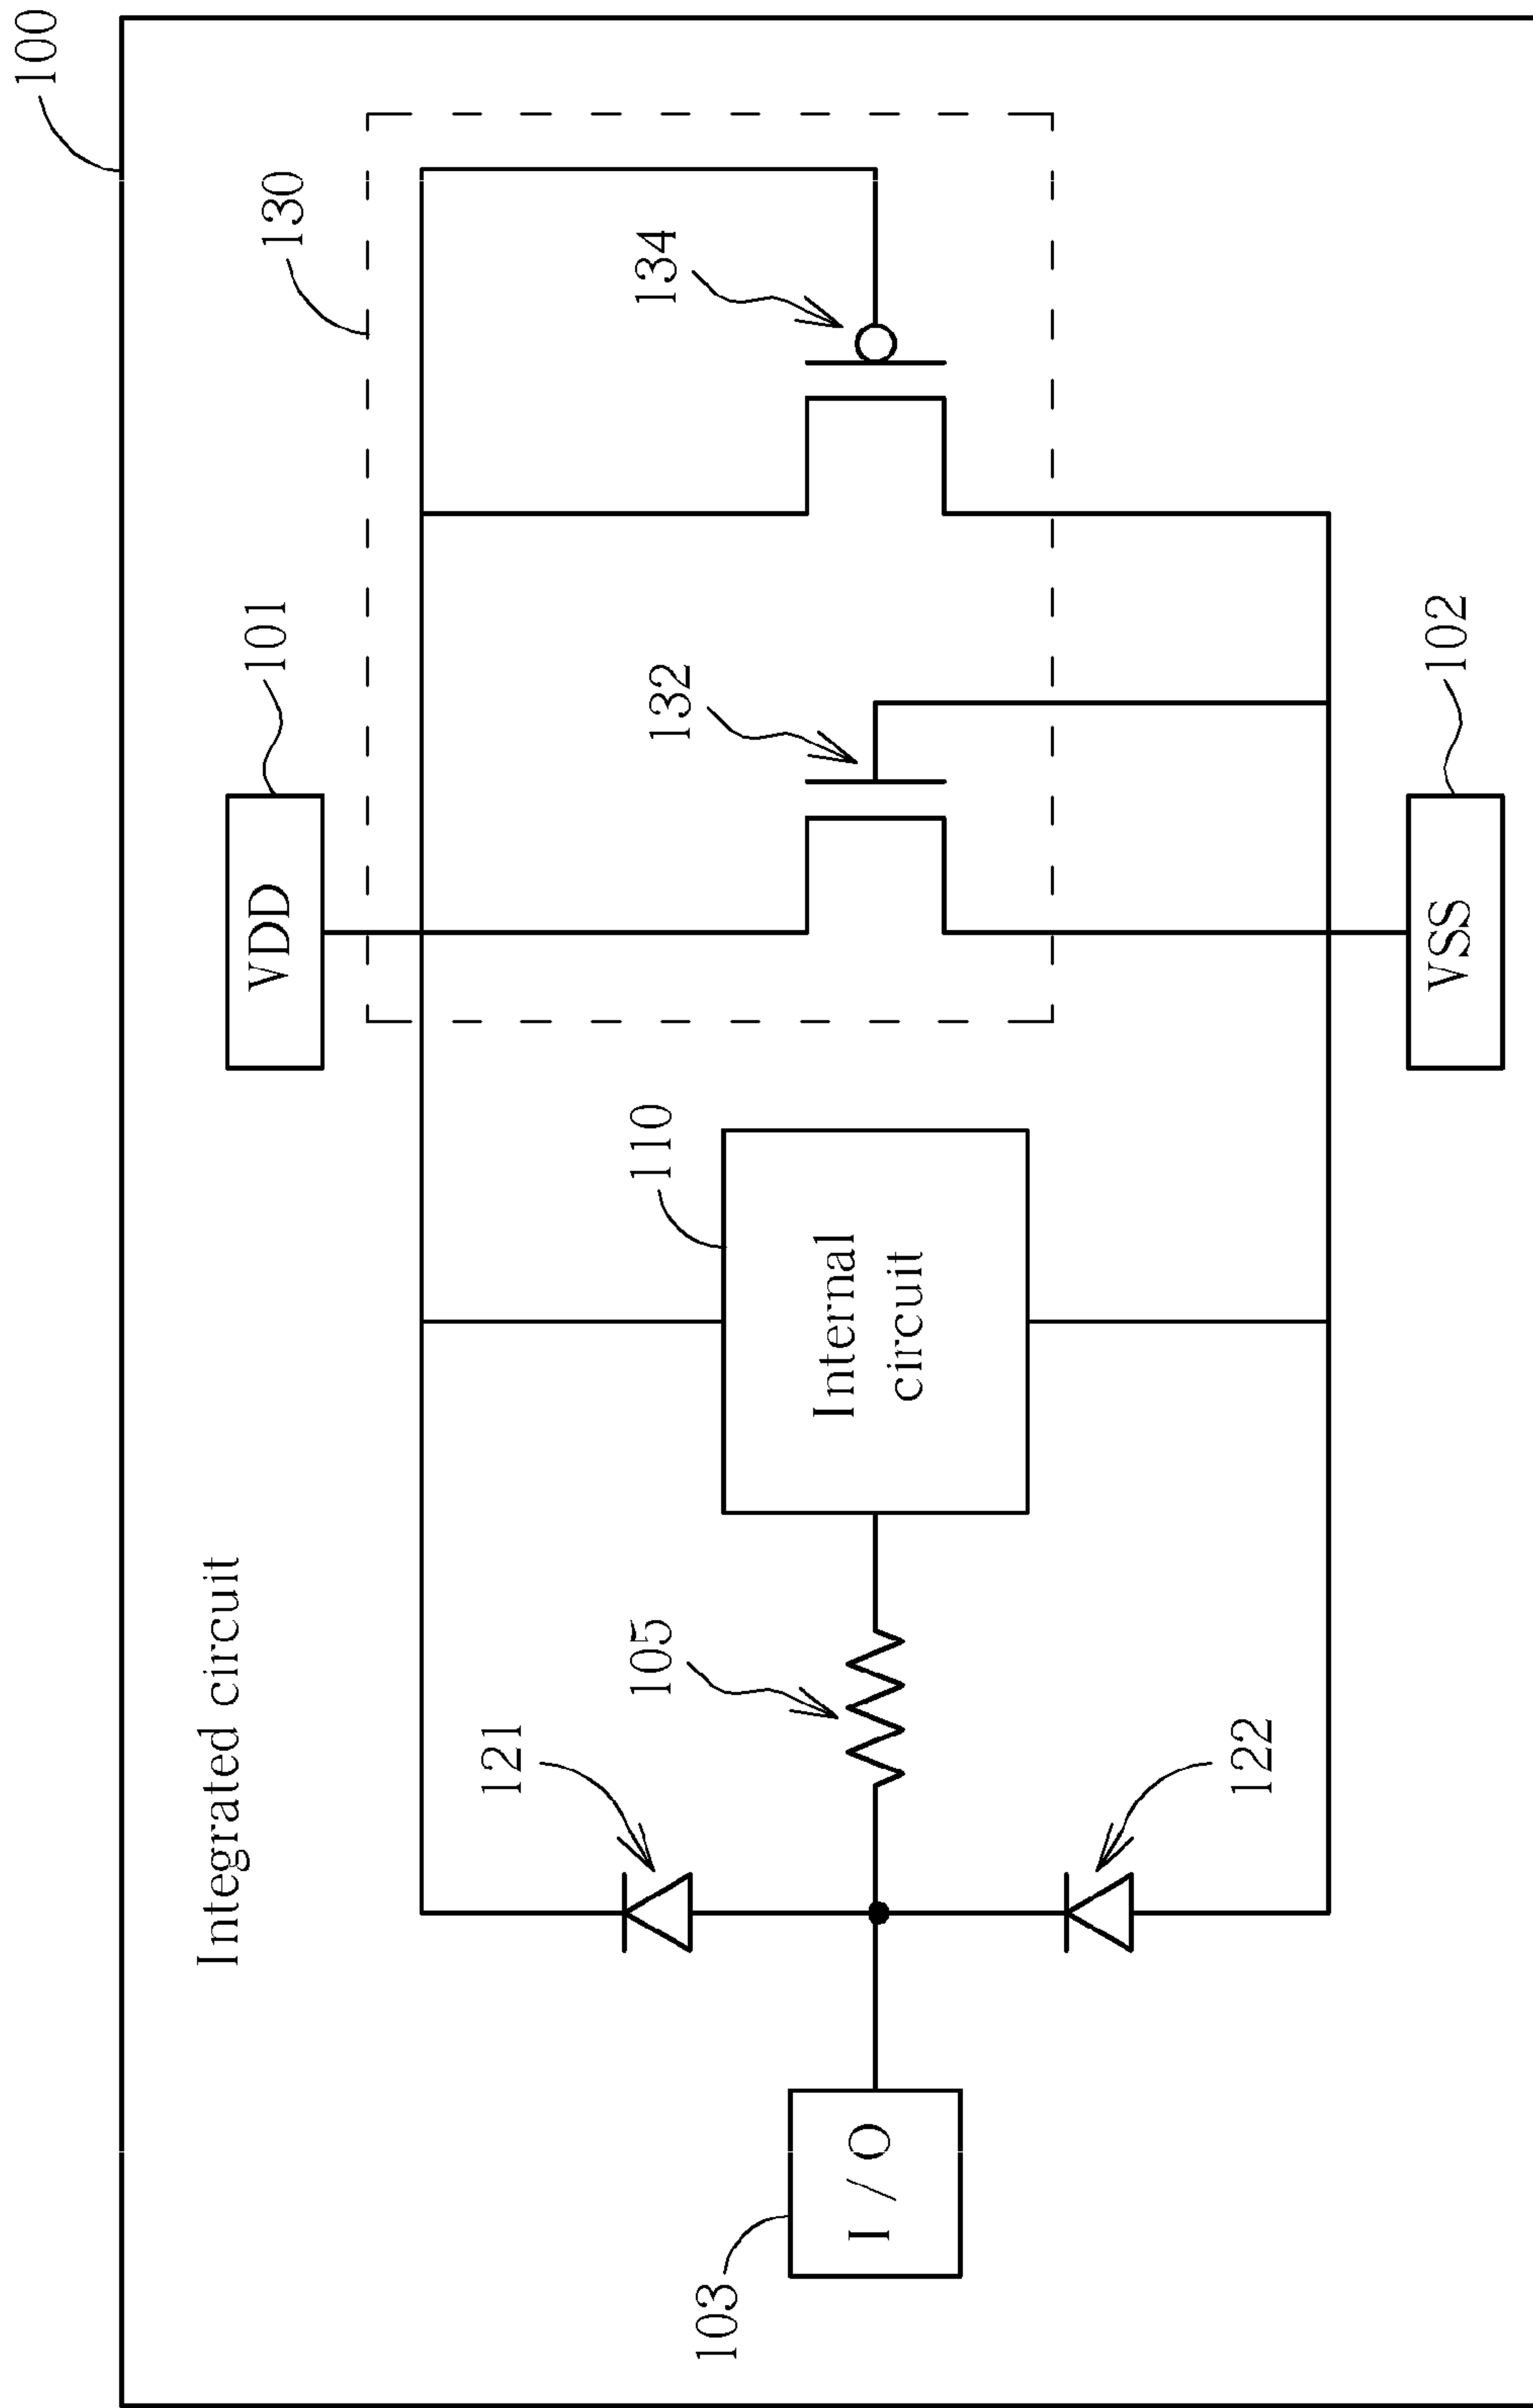 100
Integrated circuit
VDD
101
130
121
105
110
132
134
103
I/O
Internal
circuit
122
VSS
102